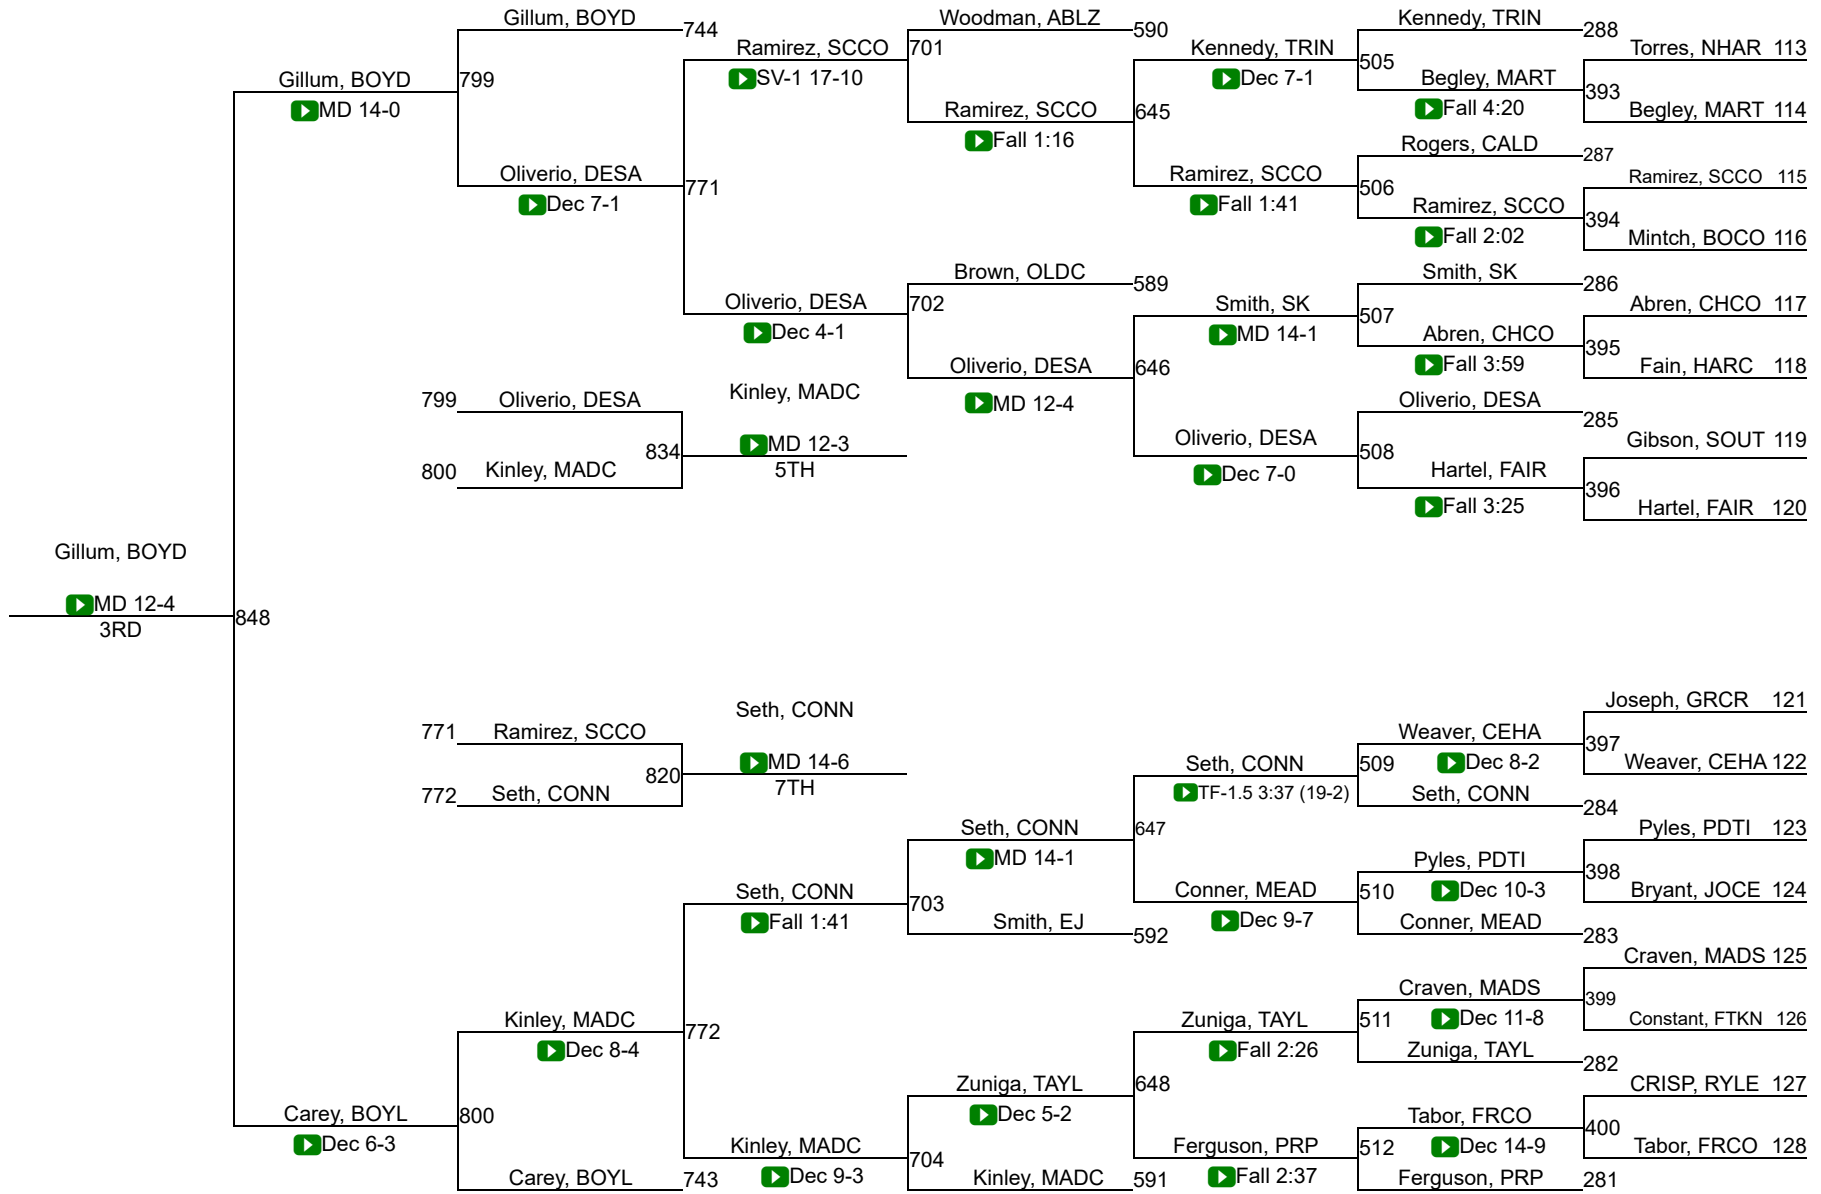 Gillum, BOYD
744
Woodman, ABLZ
590
Kennedy, TRIN
288
Ramirez, SCCO
701
Kennedy, TRIN
Torres, NHAR 113
Gillum, BOYD
799
SV-1 17-10
Dec 7-1
505
Begley, MART
393
MD 14-0
Ramirez, SCCO
645
Fall 4:20
Begley, MART 114
Fall 1:16
Rogers, CALD
287
Oliverio, DESA
771
Ramirez, SCCO
506
Ramirez, SCCO 115
Dec 7-1
Fall 1:41
Ramirez, SCCO
394
Fall 2:02
Mintch, BOCO 116
Brown, OLDC
589
Smith, SK
286
Oliverio, DESA
702
Smith, SK
507
Abren, CHCO 117
Dec 4-1
MD 14-1
Abren, CHCO
395
Oliverio, DESA
646
Fall 3:59
Fain, HARC 118
799
Oliverio, DESA
Kinley, MADC
MD 12-4
Oliverio, DESA
285
834
MD 12-3
Oliverio, DESA
508
Gibson, SOUT 119
800
Kinley, MADC
5TH
Dec 7-0
Hartel, FAIR
396
Fall 3:25
Hartel, FAIR 120
Gillum, BOYD
MD 12-4
848
3RD
Seth, CONN
Joseph, GRCR 121
771
Ramirez, SCCO
Weaver, CEHA
397
820
MD 14-6
Seth, CONN
509
Dec 8-2
Weaver, CEHA 122
772
Seth, CONN
7TH
TF-1.5 3:37 (19-2)
Seth, CONN
284
Seth, CONN
647
Pyles, PDTI 123
MD 14-1
Pyles, PDTI
398
Seth, CONN
703
Conner, MEAD
510
Dec 10-3
Bryant, JOCE 124
Fall 1:41
Smith, EJ
592
Dec 9-7
Conner, MEAD
283
Craven, MADS 125
Kinley, MADC
772
Zuniga, TAYL
511
Craven, MADS
399
Dec 8-4
Fall 2:26
Dec 11-8
Constant, FTKN 126
Zuniga, TAYL
282
Zuniga, TAYL
648
CRISP, RYLE 127
Carey, BOYL
800
Dec 5-2
Tabor, FRCO
400
Dec 6-3
Kinley, MADC
704
Ferguson, PRP
512
Dec 14-9
Tabor, FRCO 128
Carey, BOYL
743
Dec 9-3
Kinley, MADC
591
Fall 2:37
Ferguson, PRP
281